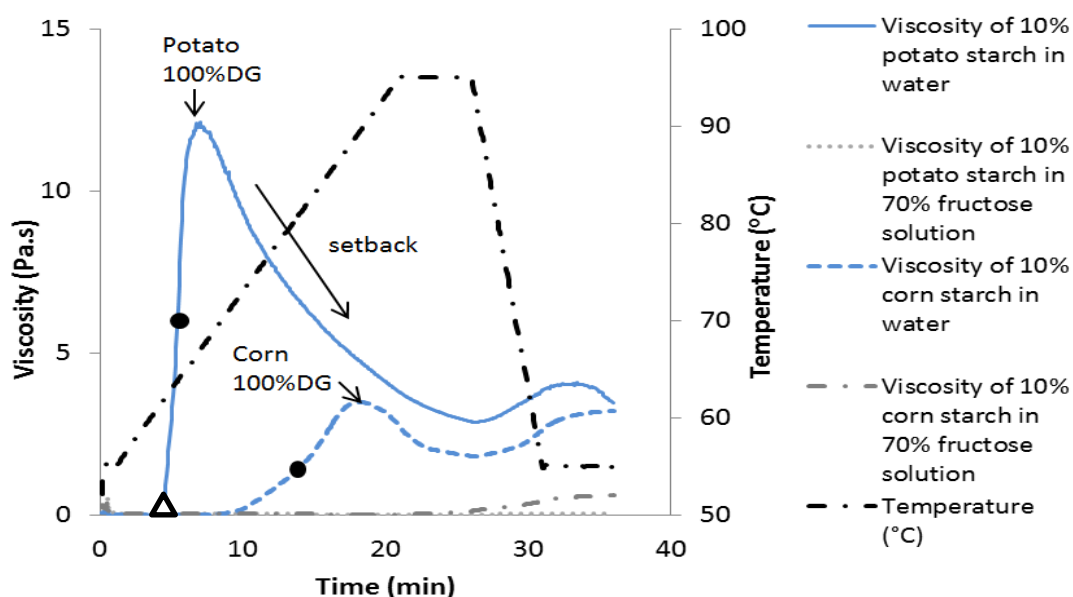 15
10
5
0
Viscosity (Pa.s)
0
10
20
30
40
Time (min)
100
90
80
70
60
50
Temperature (°C)
Potato
100%DG
setback
Corn
100%DG
Viscosity of 10%
potato starch in
water
Viscosity of 10%
potato starch in
70% fructose
solution
Viscosity of 10%
corn starch in
water
Viscosity of 10%
corn starch in
70% fructose
solution
Temperature
(°C)